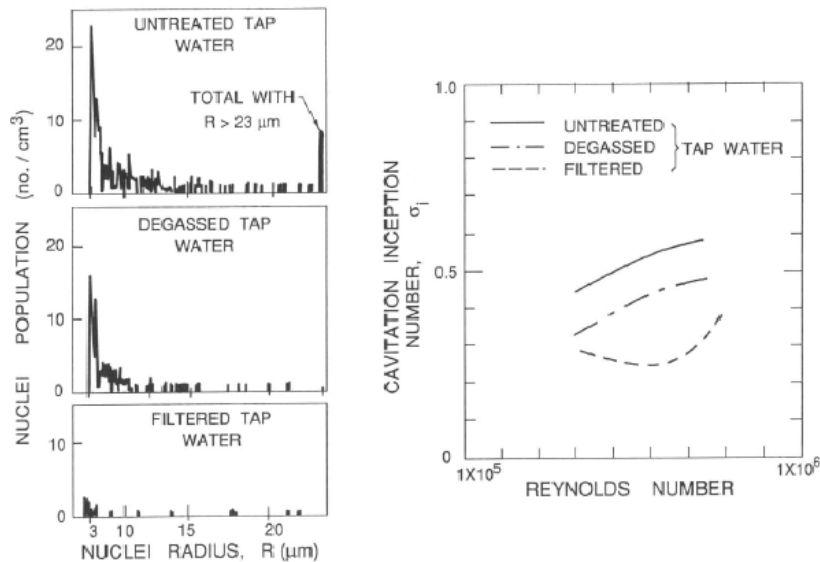 UNTREATED TAP
WATER
TOTAL WITH
R > 23 μm
20
10
0
DEGASSED TAP
WATER
20
10
0
FILTERED TAP
WATER
10
0
3 10 15 20
NUCLEI RADIUS, R (μm)
NUCLEI POPULATION (no. / cm³)
1.0
0.5
0
UNTREATED
DEGASSED
FILTERED
TAP WATER
CAVITATION INCEPTION
NUMBER, σi
1X10⁵ 1X10⁶
REYNOLDS NUMBER